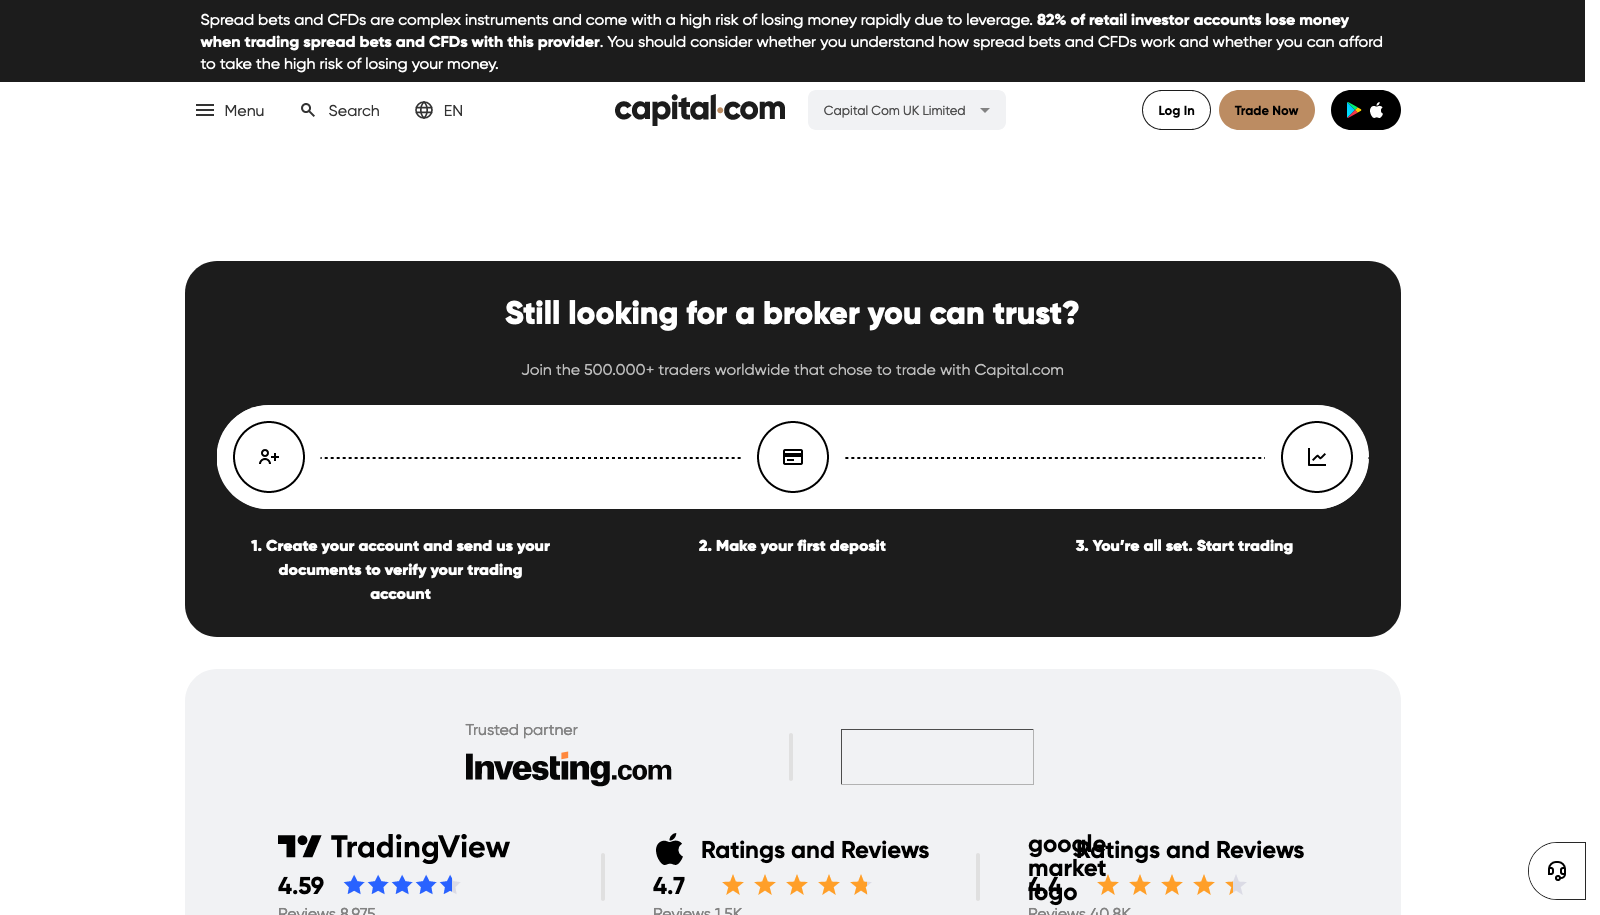 Spread bets and CFDs are complex instruments and come with a high risk of losing money rapidly due to leverage. 82% of retail investor accounts lose money
when trading spread bets and CFDs with this provider. You should consider whether you understand how spread bets and CFDs work and whether you can afford
to take the high risk of losing your money.
Menu Search EN capital.com Capital Com UK Limited Log In Trade Now
Still looking for a broker you can trust?
Join the 500.000+ traders worldwide that chose to trade with Capital.com
1. Create your account and send us your
documents to verify your trading
account
2. Make your first deposit
3. You're all set. Start trading
Trusted partner
Investing.com
TradingView
4.59
Reviews 8,975
Ratings and Reviews
4.7
Reviews 1.5K
google
market
logo
Ratings and Reviews
4.4
Reviews 40.8K